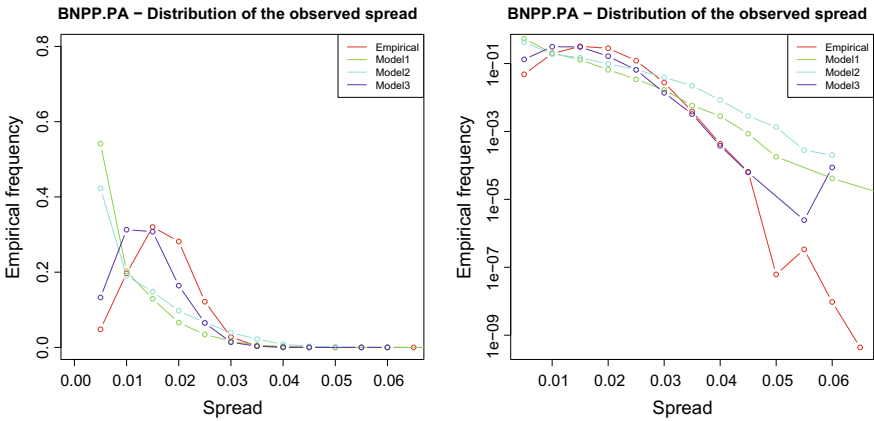 BNPP.PA − Distribution of the observed spread
Empirical frequency
0.8
0.6
0.4
0.2
0.0
Empirical
Model1
Model2
Model3
0.00 0.01 0.02 0.03 0.04 0.05 0.06
Spread
BNPP.PA − Distribution of the observed spread
Empirical frequency
1e−01
1e−03
1e−05
1e−07
1e−09
Empirical
Model1
Model2
Model3
0.01 0.02 0.03 0.04 0.05 0.06
Spread